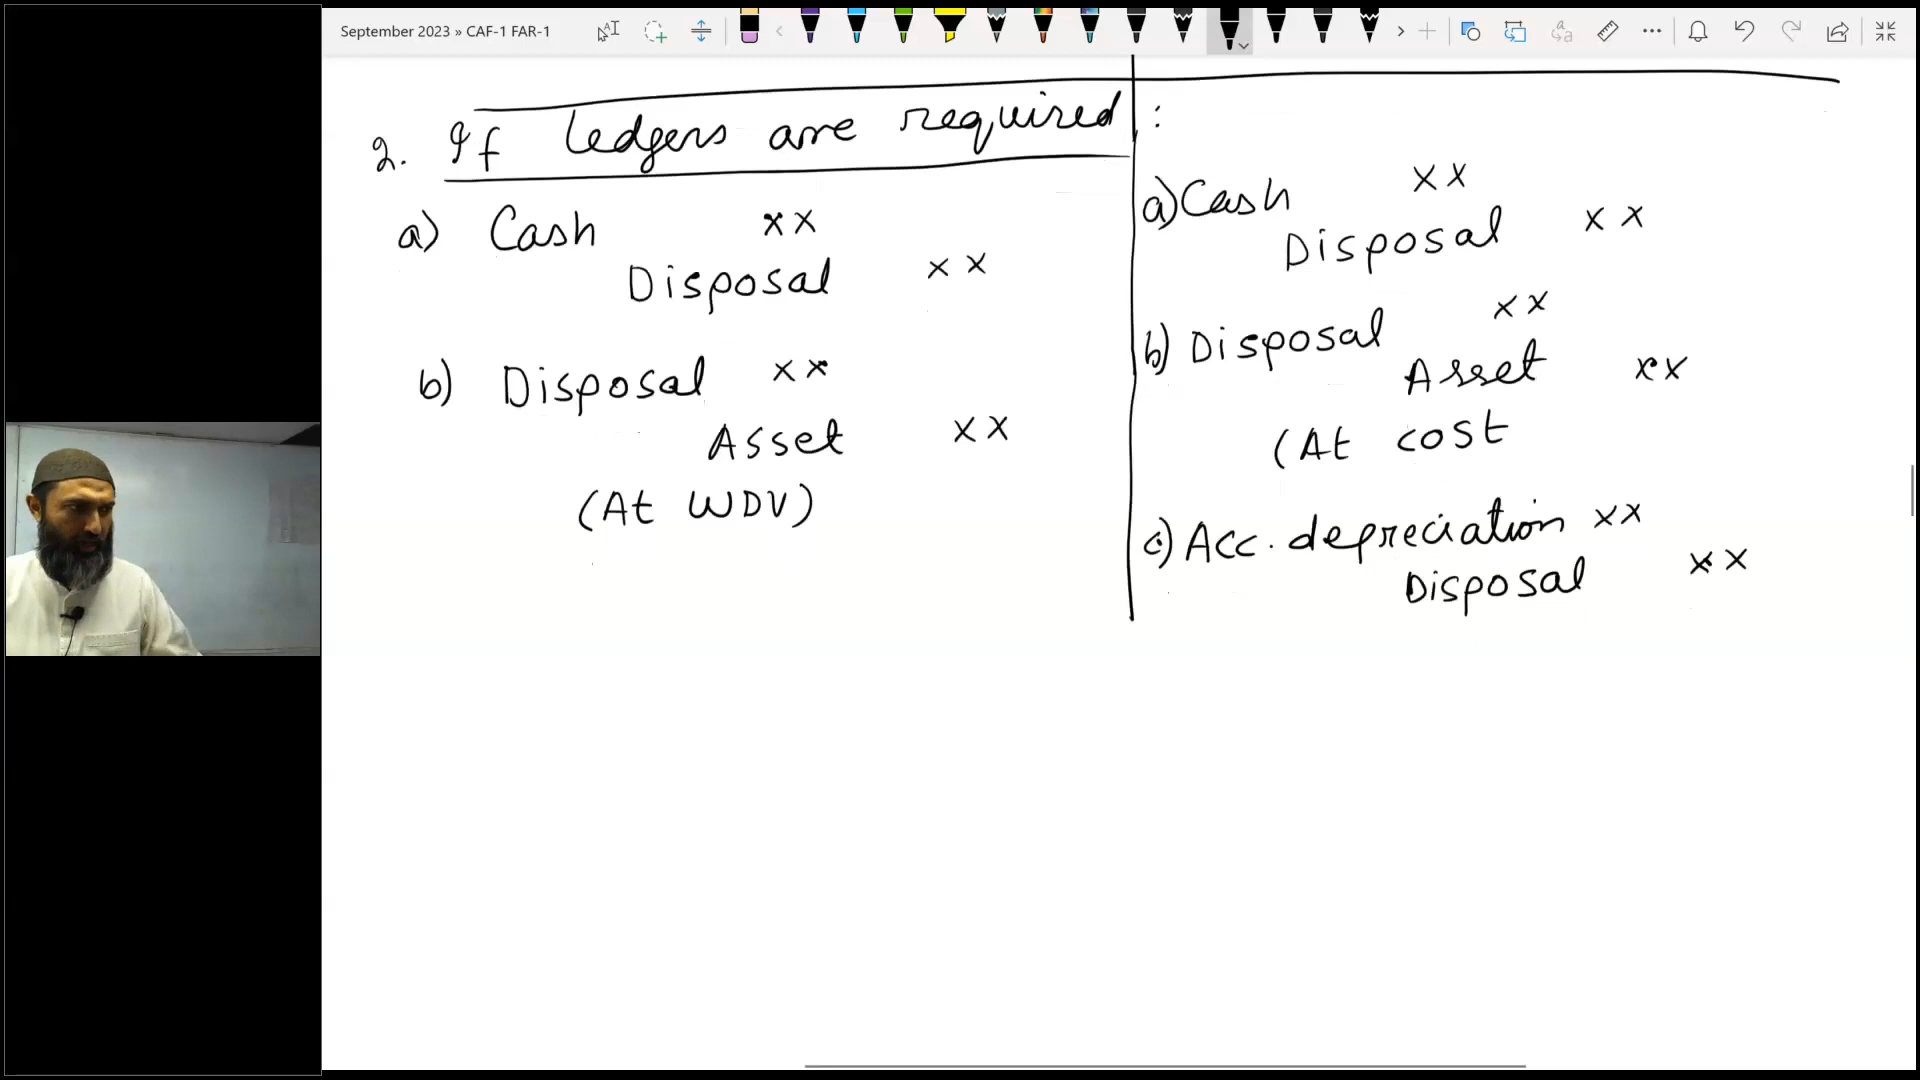 September 2023 » CAF-1 FAR-1
2. If ledgers are required :
a) Cash xx
Disposal xx
b) Disposal xx
Asset xx
(At WDV)
a) Cash xx
Disposal xx
b) Disposal xx
Asset xx
(At cost
c) Acc. depreciation xx
Disposal xx